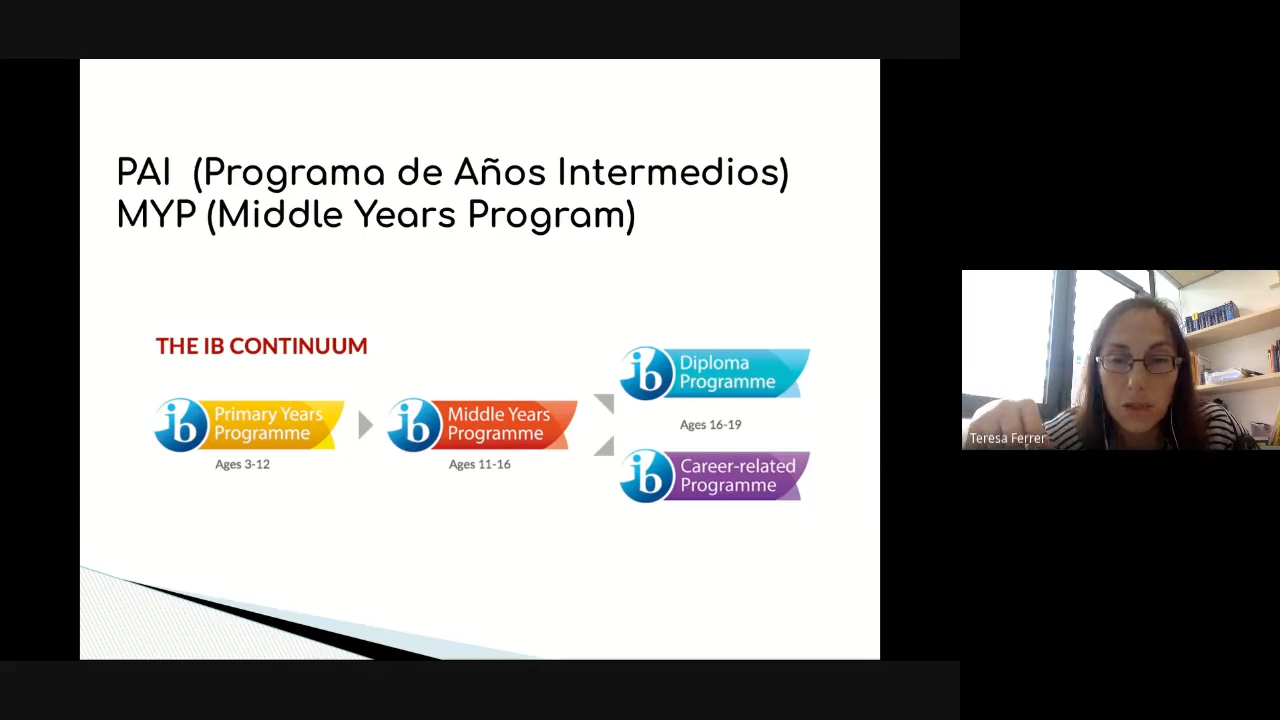 PAI (Programa de Años Intermedios)
MYP (Middle Years Program)
THE IB CONTINUUM
ib Primary Years
Programme
Ages 3-12
ib Middle Years
Programme
Ages 11-16
ib Diploma
Programme
Ages 16-19
ib Career-related
Programme
Teresa Ferrer